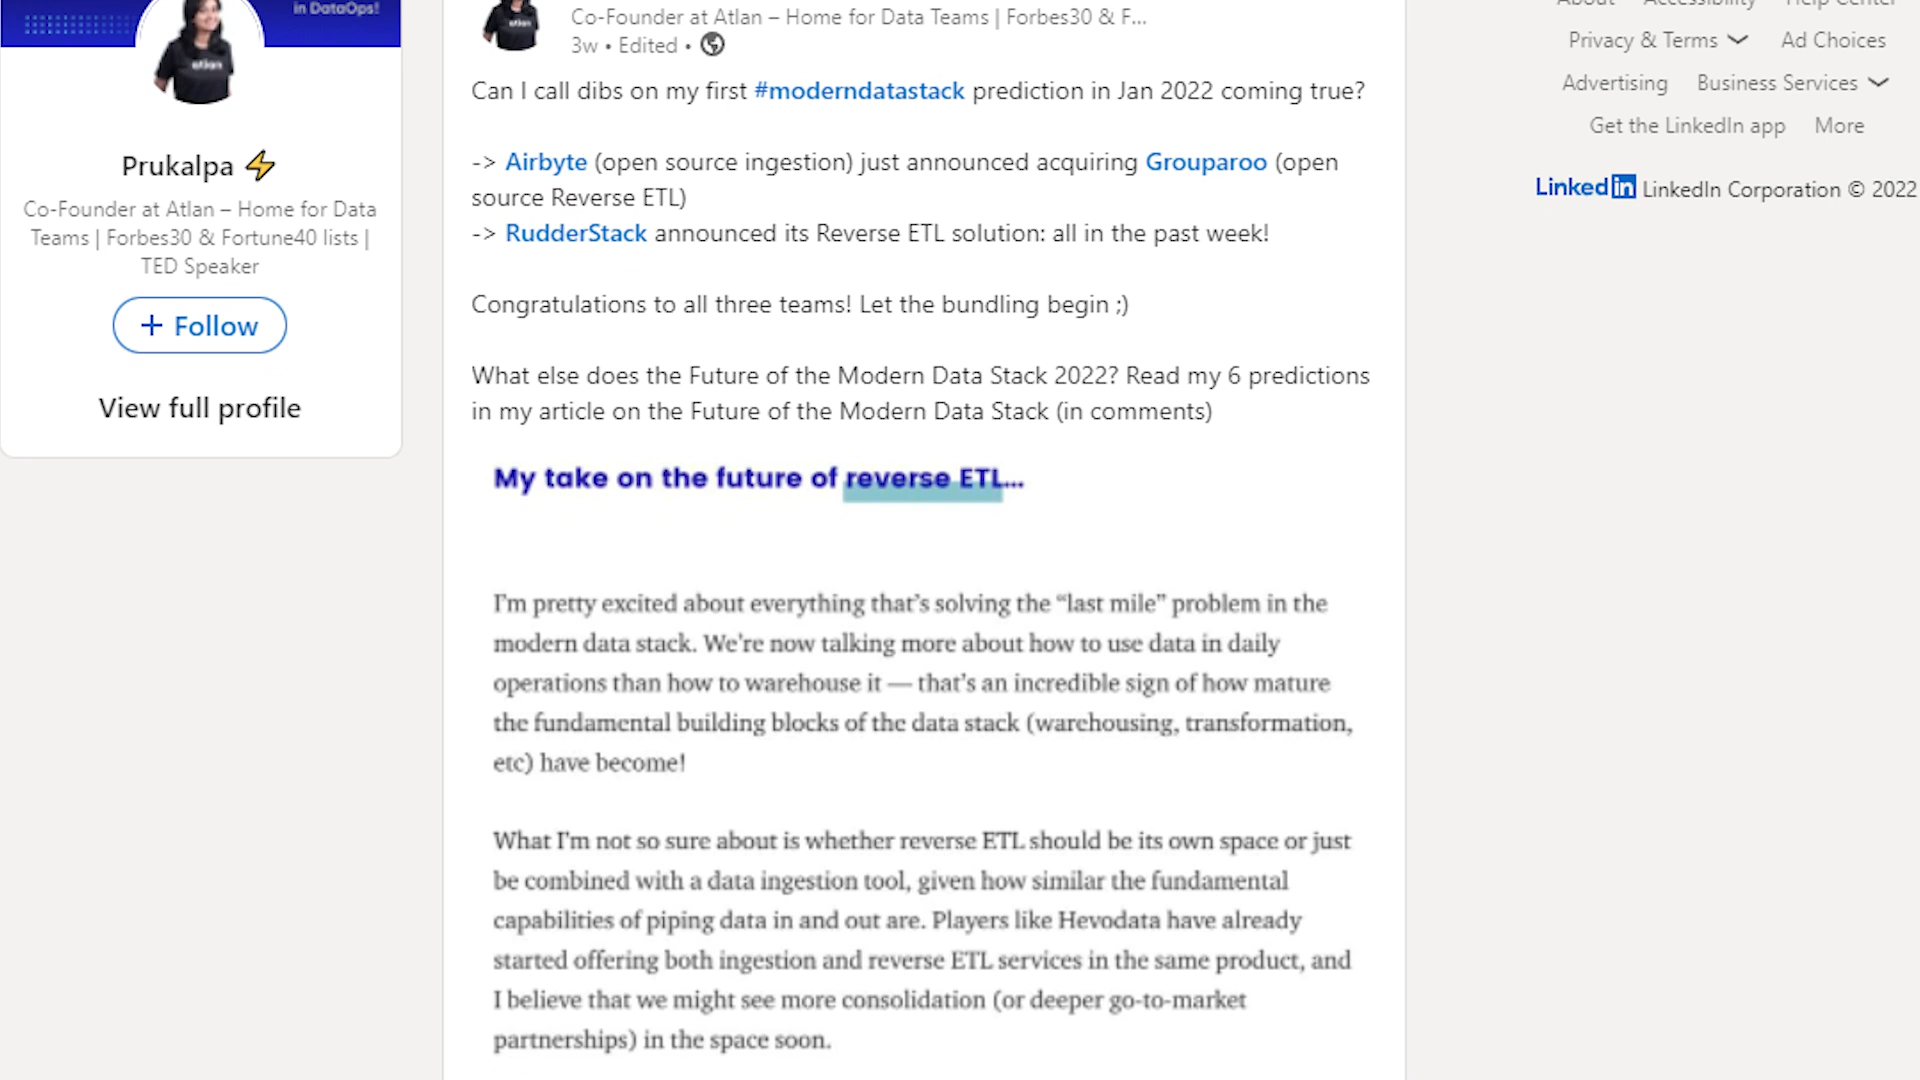 in DataOps!
atlan
Prukalpa ⚡
Co-Founder at Atlan – Home for Data
Teams | Forbes30 & Fortune40 lists |
TED Speaker
+ Follow
View full profile
atlan
Co-Founder at Atlan – Home for Data Teams | Forbes30 & F...
3w • Edited •
Can I call dibs on my first #moderndatastack prediction in Jan 2022 coming true?
-> Airbyte (open source ingestion) just announced acquiring Grouparoo (open
source Reverse ETL)
-> RudderStack announced its Reverse ETL solution: all in the past week!
Congratulations to all three teams! Let the bundling begin ;)
What else does the Future of the Modern Data Stack 2022? Read my 6 predictions
in my article on the Future of the Modern Data Stack (in comments)
My take on the future of reverse ETL...
I'm pretty excited about everything that's solving the “last mile” problem in the
modern data stack. We're now talking more about how to use data in daily
operations than how to warehouse it — that's an incredible sign of how mature
the fundamental building blocks of the data stack (warehousing, transformation,
etc) have become!
What I'm not so sure about is whether reverse ETL should be its own space or just
be combined with a data ingestion tool, given how similar the fundamental
capabilities of piping data in and out are. Players like Hevodata have already
started offering both ingestion and reverse ETL services in the same product, and
I believe that we might see more consolidation (or deeper go-to-market
partnerships) in the space soon.
About Accessibility Help Center
Privacy & Terms Ad Choices
Advertising Business Services
Get the LinkedIn app More
LinkedIn LinkedIn Corporation © 2022